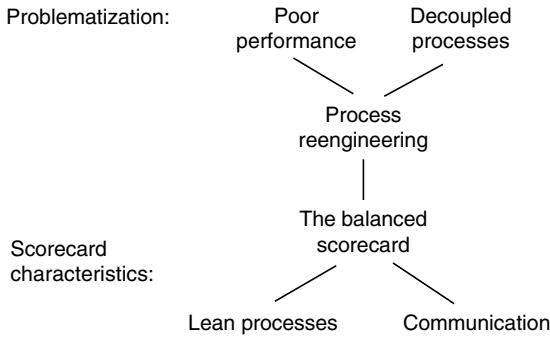 Problematization:
Poor
performance
Decoupled
processes
Process
reengineering
The balanced
scorecard
Scorecard
characteristics:
Lean processes
Communication